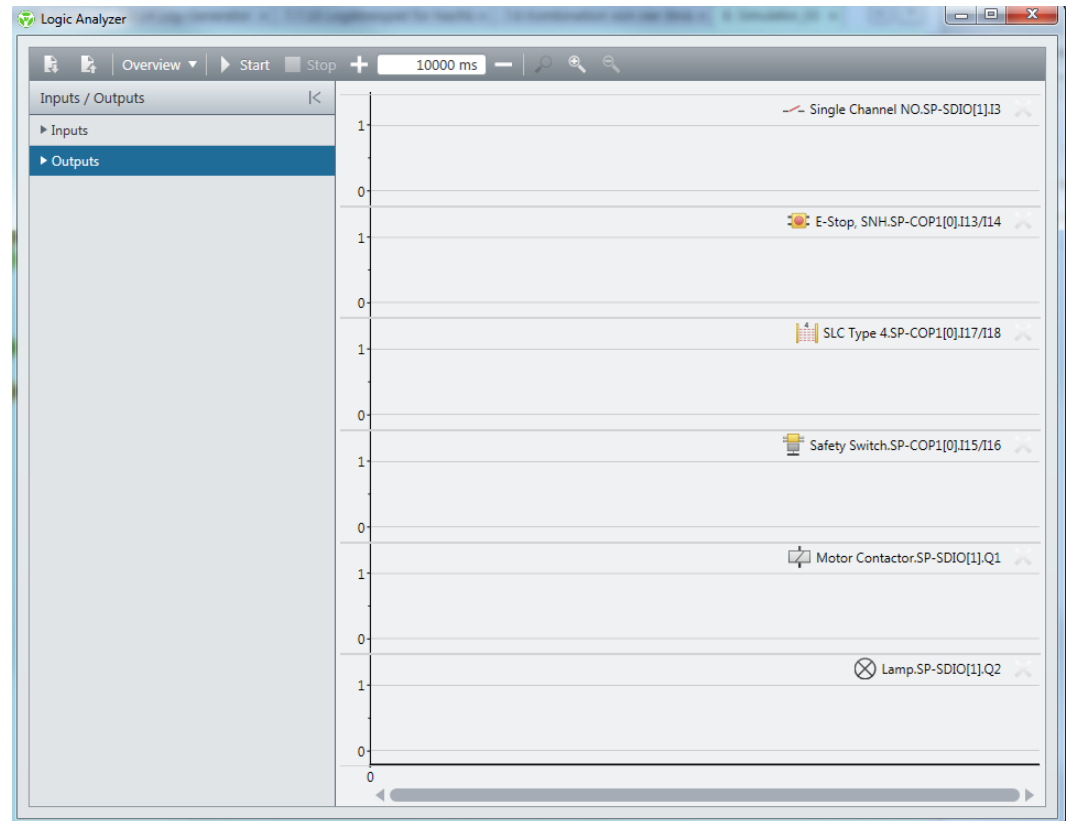 Logic Analyzer
Overview Start Stop 10000 ms
Inputs / Outputs
Inputs
Outputs
Single Channel NO.SP-SDIO[1].I3
1
0
E-Stop, SNH.SP-COP1[0].I13/I14
1
0
4
SLC Type 4.SP-COP1[0].I17/I18
1
0
Safety Switch.SP-COP1[0].I15/I16
1
0
Motor Contactor.SP-SDIO[1].Q1
1
0
Lamp.SP-SDIO[1].Q2
1
0
0